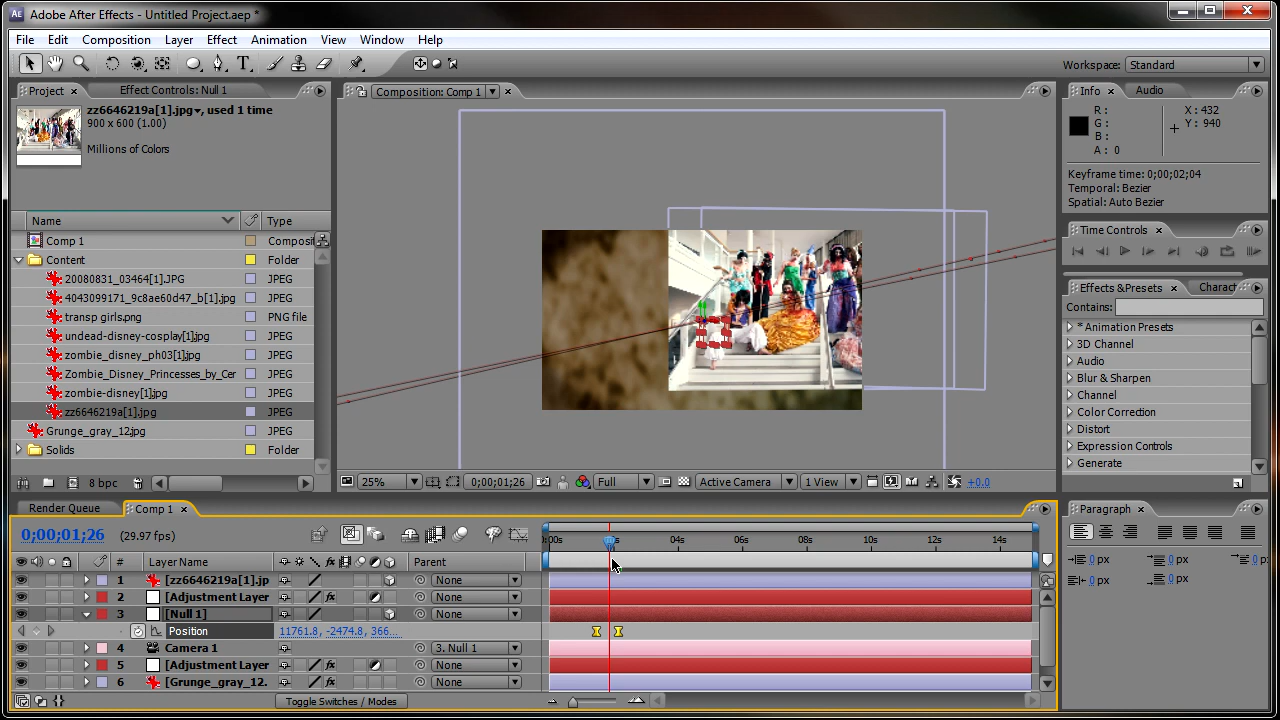 Adobe After Effects - Untitled Project.aep *
File Edit Composition Layer Effect Animation View Window Help
Workspace: Standard
Project × Effect Controls: Null 1
Composition: Comp 1 ×
Info × Audio
zz6646219a[1].jpg▾, used 1 time
900 x 600 (1.00)
Millions of Colors
R :
G :
B :
A : 0
X : 432
Y : 940
Keyframe time: 0;00;02;04
Temporal: Bezier
Spatial: Auto Bezier
Name Type
Comp 1 Composi
Content Folder
20080831_03464[1].JPG JPEG
4043099171_9c8ae60d47_b[1].jpg JPEG
transp girls.png PNG file
undead-disney-cosplay[1].jpg JPEG
zombie_disney_ph03[1].jpg JPEG
Zombie_Disney_Princesses_by_Cer JPEG
zombie-disney[1].jpg JPEG
zz6646219a[1].jpg JPEG
Grunge_gray_12.jpg JPEG
Solids Folder
8 bpc
Time Controls ×
Effects & Presets × Charact
Contains:
* Animation Presets
3D Channel
Audio
Blur & Sharpen
Channel
Color Correction
Distort
Expression Controls
Generate
25% 0;00;01;26 Full Active Camera 1 View +0.0
Render Queue Comp 1 ×
0;00;01;26 (29.97 fps)
:00s 04s 06s 08s 10s 12s 14s
# Layer Name Parent
1 [zz6646219a[1].jp None
2 [Adjustment Layer None
3 [Null 1] None
Position 11761.8, -2474.8, 366...
4 Camera 1 3. Null 1
5 [Adjustment Layer None
6 [Grunge_gray_12. None
Toggle Switches / Modes
Paragraph ×
0 px 0 px 0 px
0 px 0 px